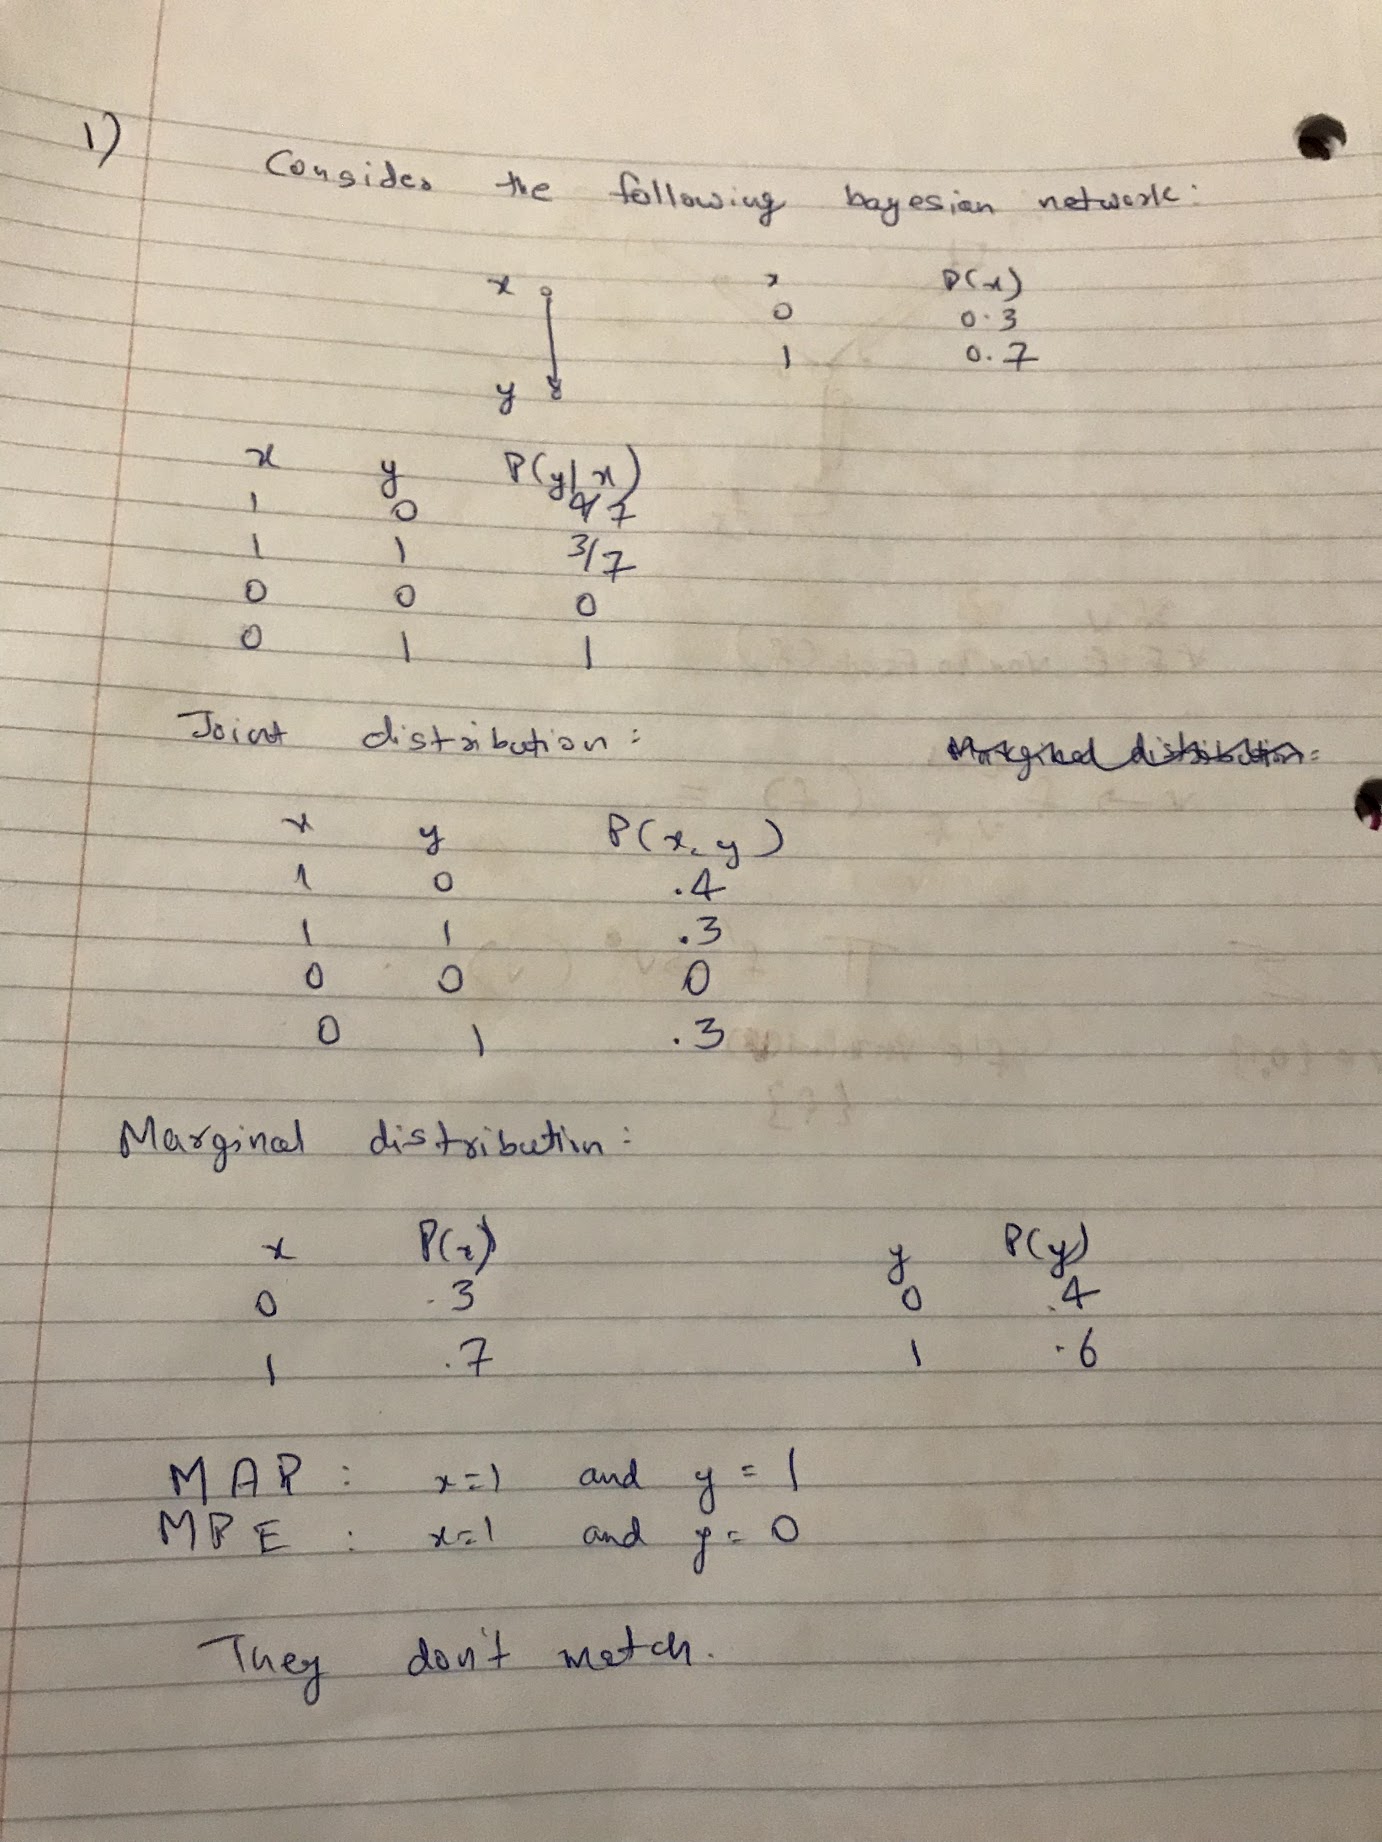 1)
Consider the following bayesian network:
x x P(x)
0 0.3
1 0.7
y
x y P(y|x)
1 0 4/7
1 1 3/7
0 0 0
0 1 1
Joint distribution: Marginal distribution:
x y P(x,y)
1 0 .4
1 1 .3
0 0 0
0 1 .3
Marginal distribution:
x P(x) y P(y)
0 .3 0 .4
1 .7 1 .6
MAP : x=1 and y = 1
MPE : x=1 and y= 0
They don't match.